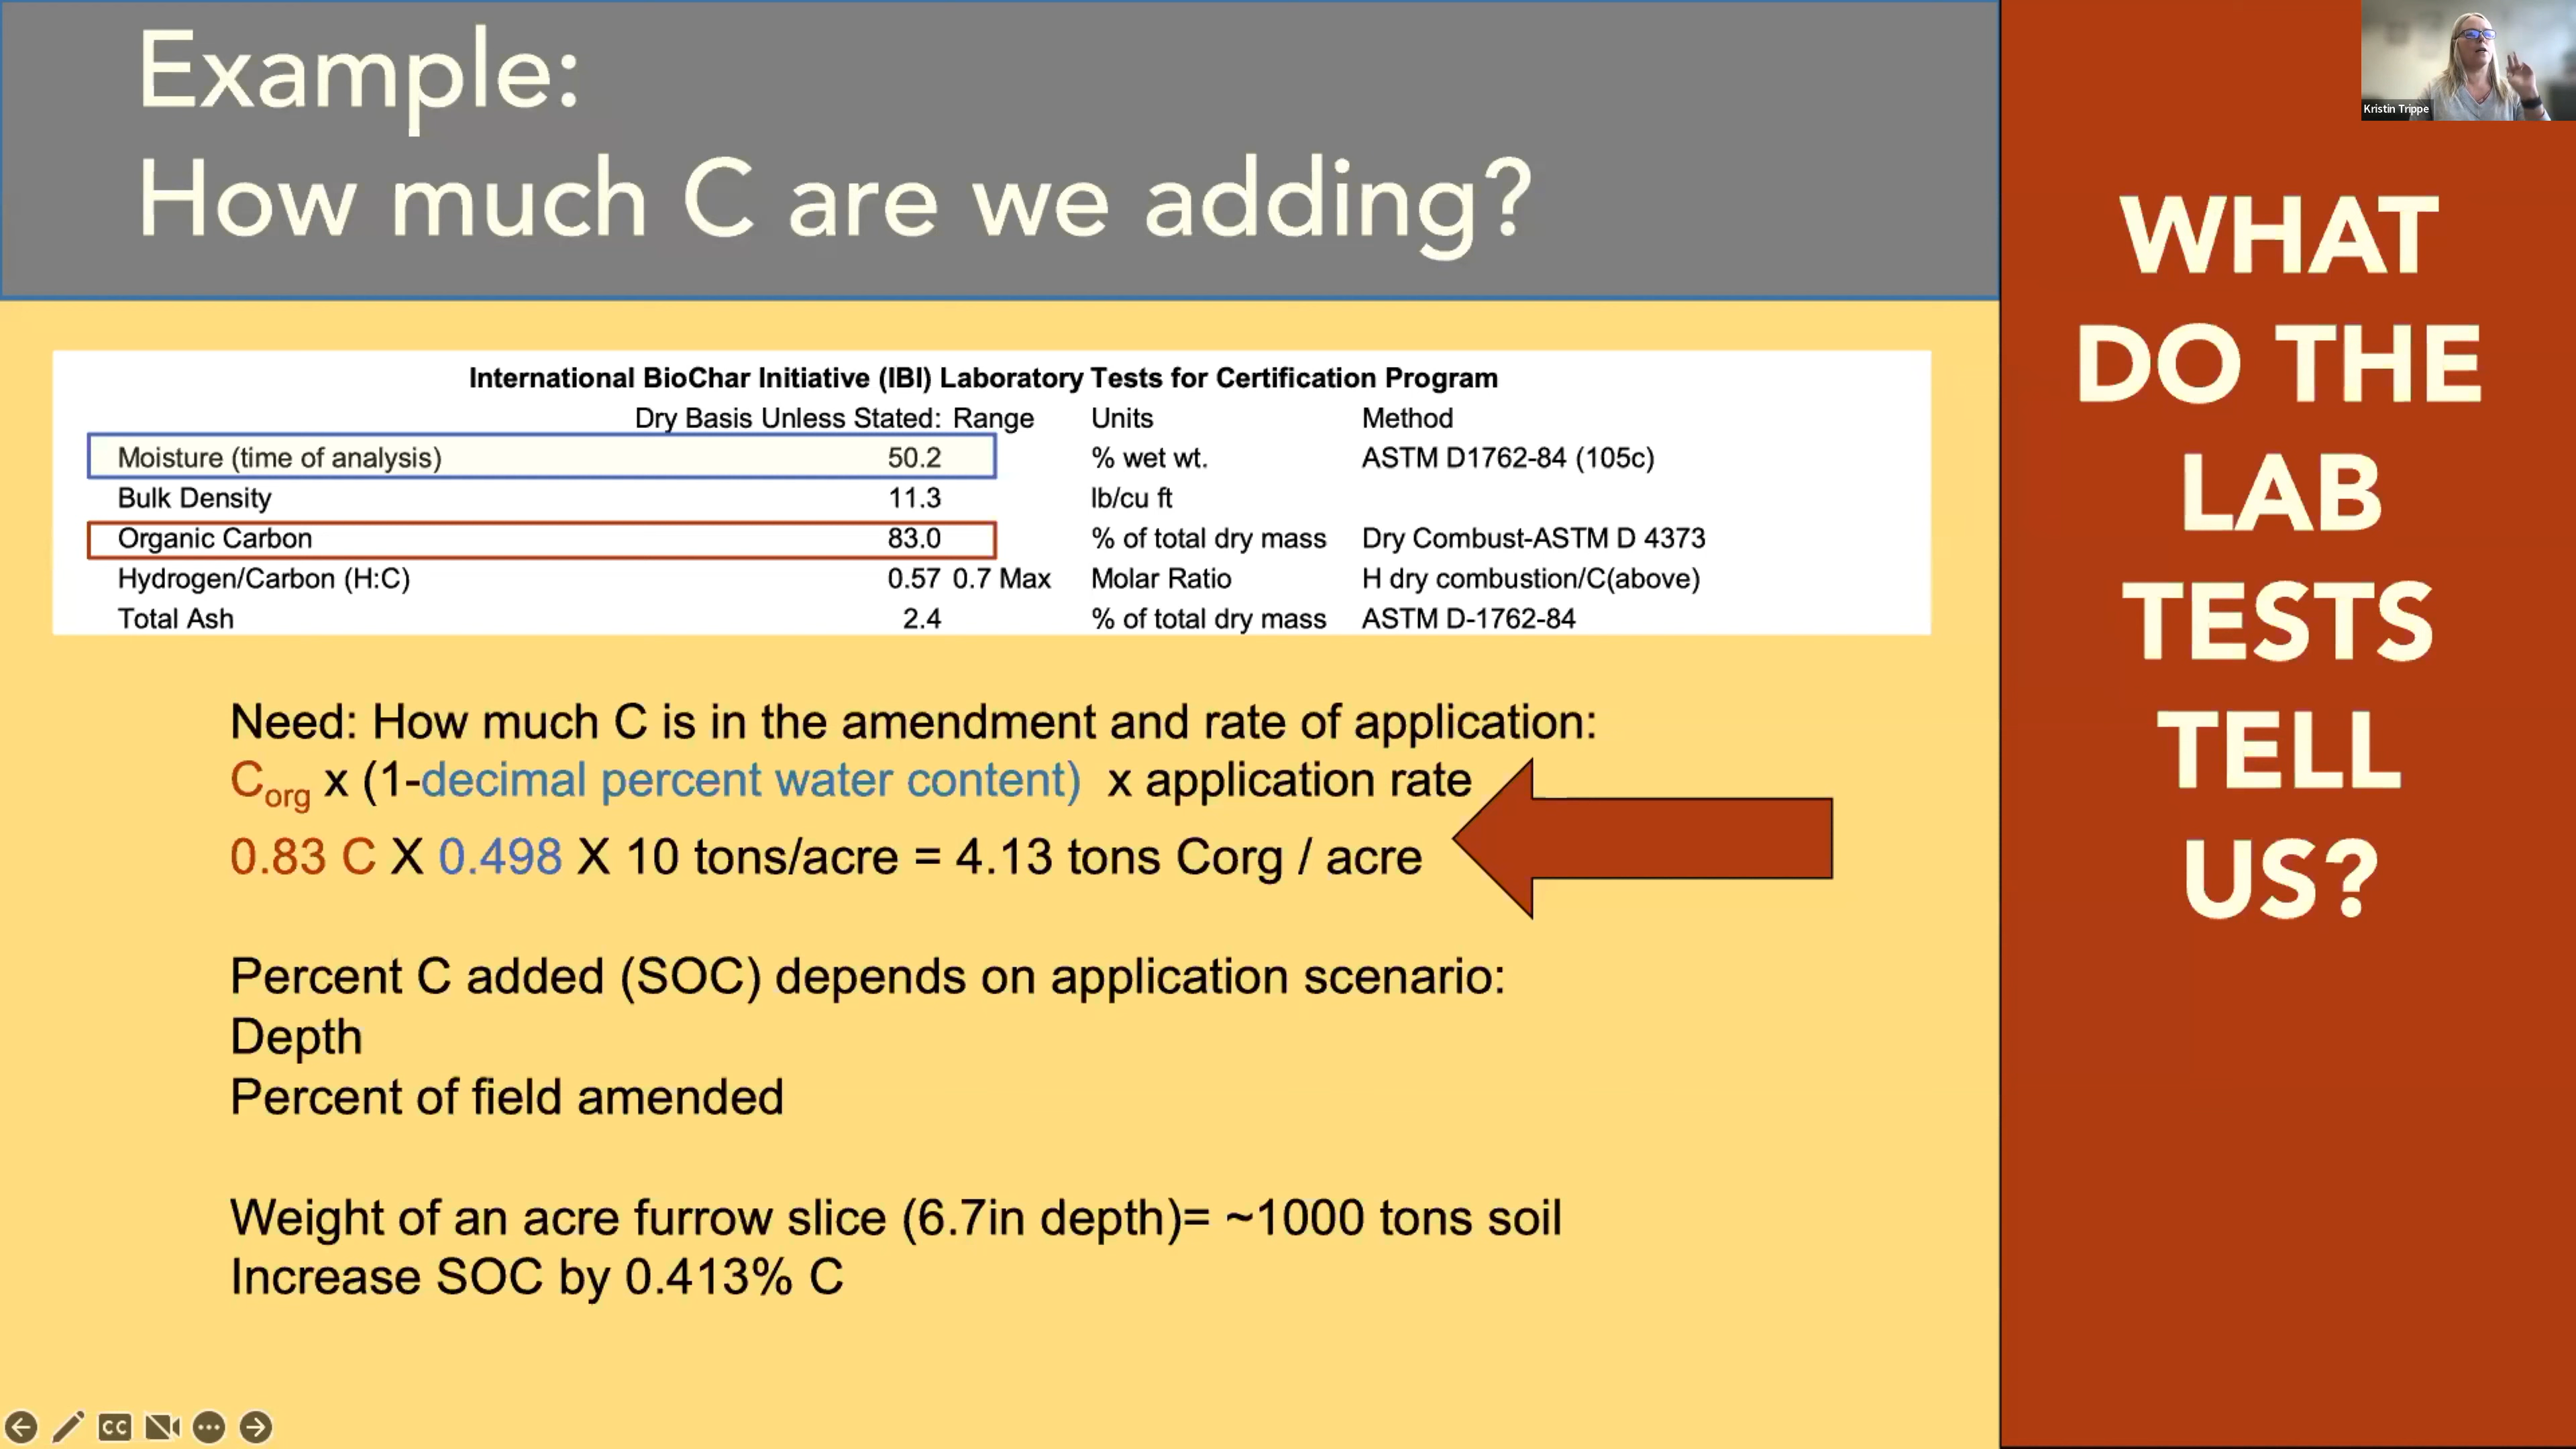 Example:
How much C are we adding?
Kristin Trippe
WHAT
DO THE
LAB
TESTS
TELL
US?
International BioChar Initiative (IBI) Laboratory Tests for Certification Program
Dry Basis Unless Stated: Range Units Method
Moisture (time of analysis) 50.2 % wet wt. ASTM D1762-84 (105c)
Bulk Density 11.3 lb/cu ft
Organic Carbon 83.0 % of total dry mass Dry Combust-ASTM D 4373
Hydrogen/Carbon (H:C) 0.57 0.7 Max Molar Ratio H dry combustion/C(above)
Total Ash 2.4 % of total dry mass ASTM D-1762-84
Need: How much C is in the amendment and rate of application:
Corg x (1-decimal percent water content) x application rate
0.83 C X 0.498 X 10 tons/acre = 4.13 tons Corg / acre
Percent C added (SOC) depends on application scenario:
Depth
Percent of field amended
Weight of an acre furrow slice (6.7in depth)= ~1000 tons soil
Increase SOC by 0.413% C
CC